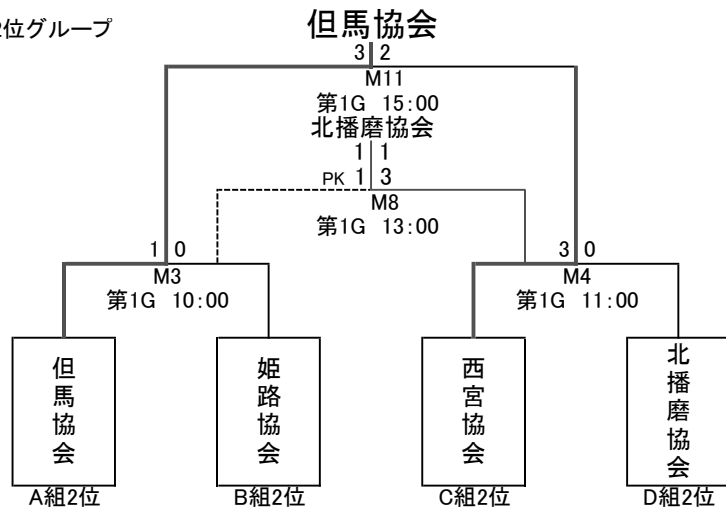 2位グループ
但馬協会
3 2
M11
第1G 15:00
北播磨協会
1 1
PK 1 3
M8
第1G 13:00
1 0
M3
第1G 10:00
3 0
M4
第1G 11:00
但馬協会
姫路協会
西宮協会
北播磨協会
A組2位
B組2位
C組2位
D組2位